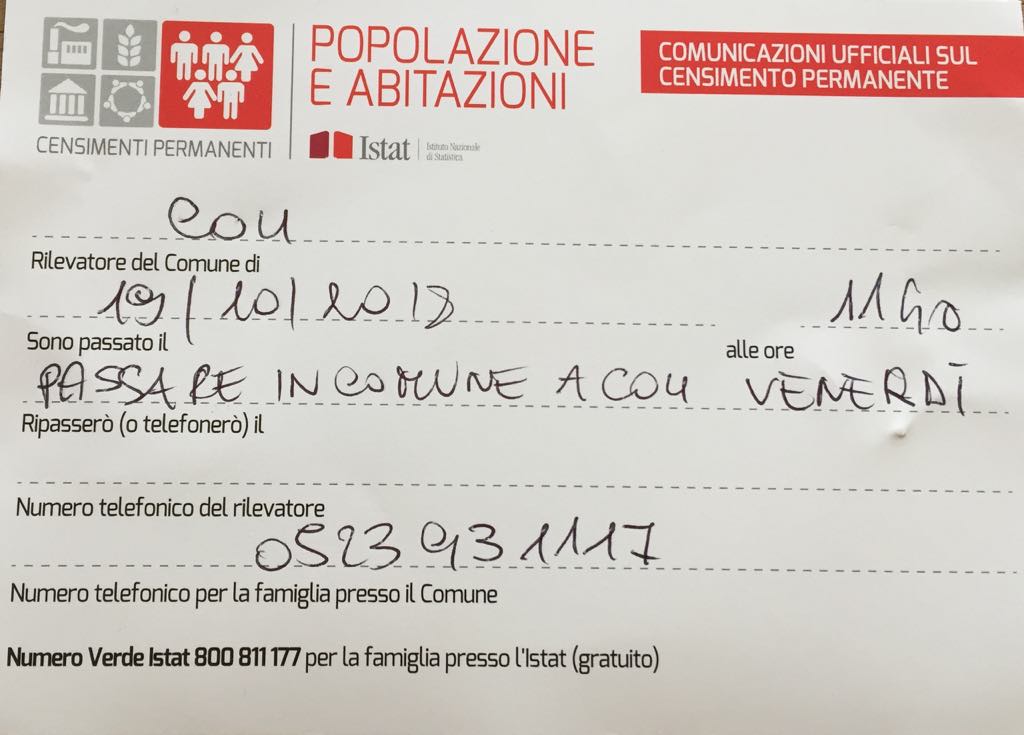 POPOLAZIONE
E ABITAZIONI
COMUNICAZIONI UFFICIALI SUL
CENSIMENTO PERMANENTE
CENSIMENTI PERMANENTI
Istat
Istituto Nazionale
di Statistica
COLI
Rilevatore del Comune di
19/10/2018 1140
Sono passato il alle ore
PASSARE IN COMUNE A COLI VENERDÌ
Ripasserò (o telefonerò) il
Numero telefonico del rilevatore
0523 931117
Numero telefonico per la famiglia presso il Comune
Numero Verde Istat 800 811 177 per la famiglia presso l'Istat (gratuito)